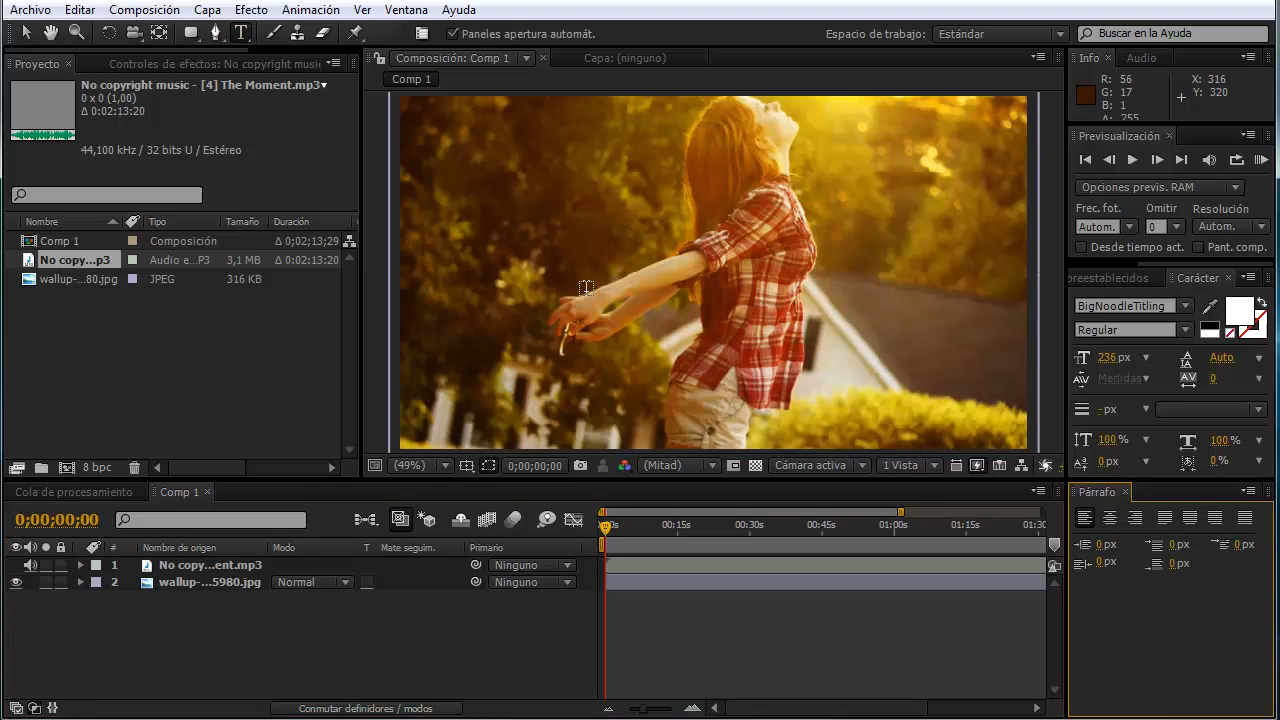 Archivo Editar Composición Capa Efecto Animación Ver Ventana Ayuda
T Paneles apertura automát. Espacio de trabajo: Estándar Buscar en la Ayuda
Proyecto Controles de efectos: No copyright musi
Composición: Comp 1 Capa: (ninguno)
Info Audio
Comp 1
No copyright music - [4] The Moment.mp3
0 x 0 (1,00)
Δ 0:02:13:20
44,100 kHz / 32 bits U / Estéreo
R: 56 X: 316
G: 17 Y: 320
B: 1
A: 255
Previsualización
Opciones previs. RAM
Frec. fot. Omitir Resolución
Autom. 0 Autom.
Desde tiempo act. Pant. comp.
Nombre Tipo Tamaño Duración
Comp 1 Composición Δ 0;02;13;29
No copy...p3 Audio e...P3 3,1 MB Δ 0:02:13:20
wallup-...80.jpg JPEG 316 KB
reestablecidos Carácter
BigNoodleTitling
Regular
236 px Auto
Medidas 0
- px
100 % 100 %
0 px 0 %
8 bpc
(49%) 0;00;00;00 (Mitad) Cámara activa 1 Vista
Cola de procesamiento Comp 1
Párrafo
0;00;00;00
00:15s 00:30s 00:45s 01:00s 01:15s 01:30
# Nombre de origen Modo T Mate seguim. Primario
1 No copy...ent.mp3 Ninguno
2 wallup-...5980.jpg Normal Ninguno
0 px 0 px 0 px
0 px 0 px
Conmutar definidores / modos